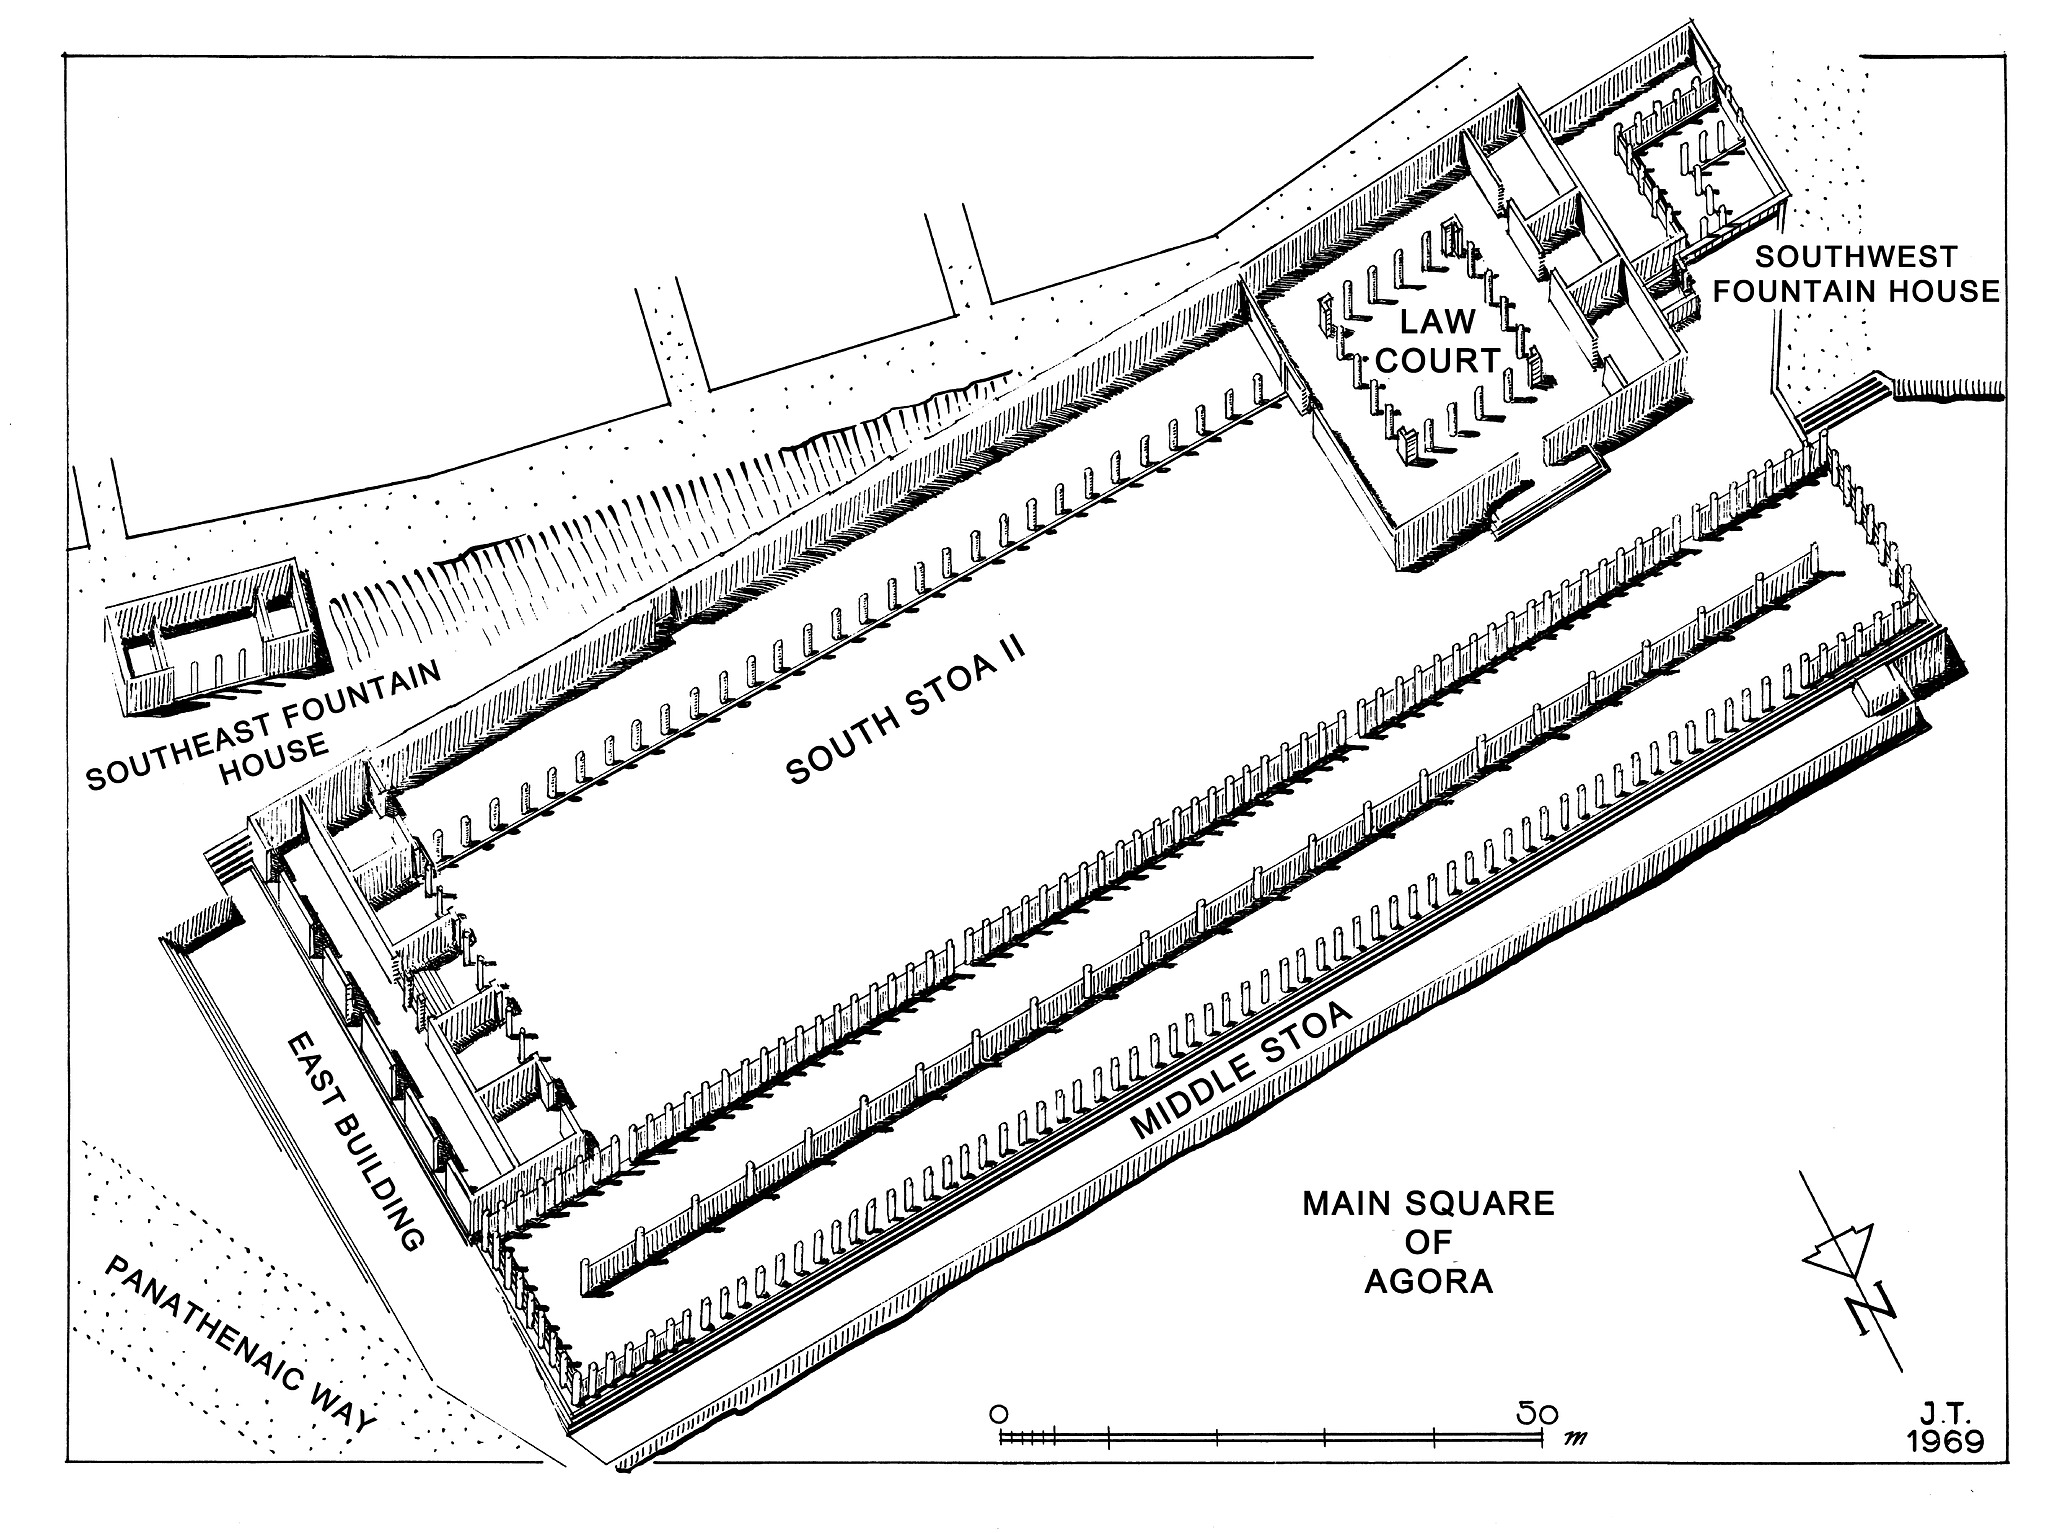 SOUTHWEST
FOUNTAIN HOUSE
LAW
COURT
SOUTHEAST FOUNTAIN
HOUSE
SOUTH STOA II
EAST BUILDING
MIDDLE STOA
PANATHENAIC WAY
MAIN SQUARE
OF
AGORA
N
0 50 m
J.T.
1969